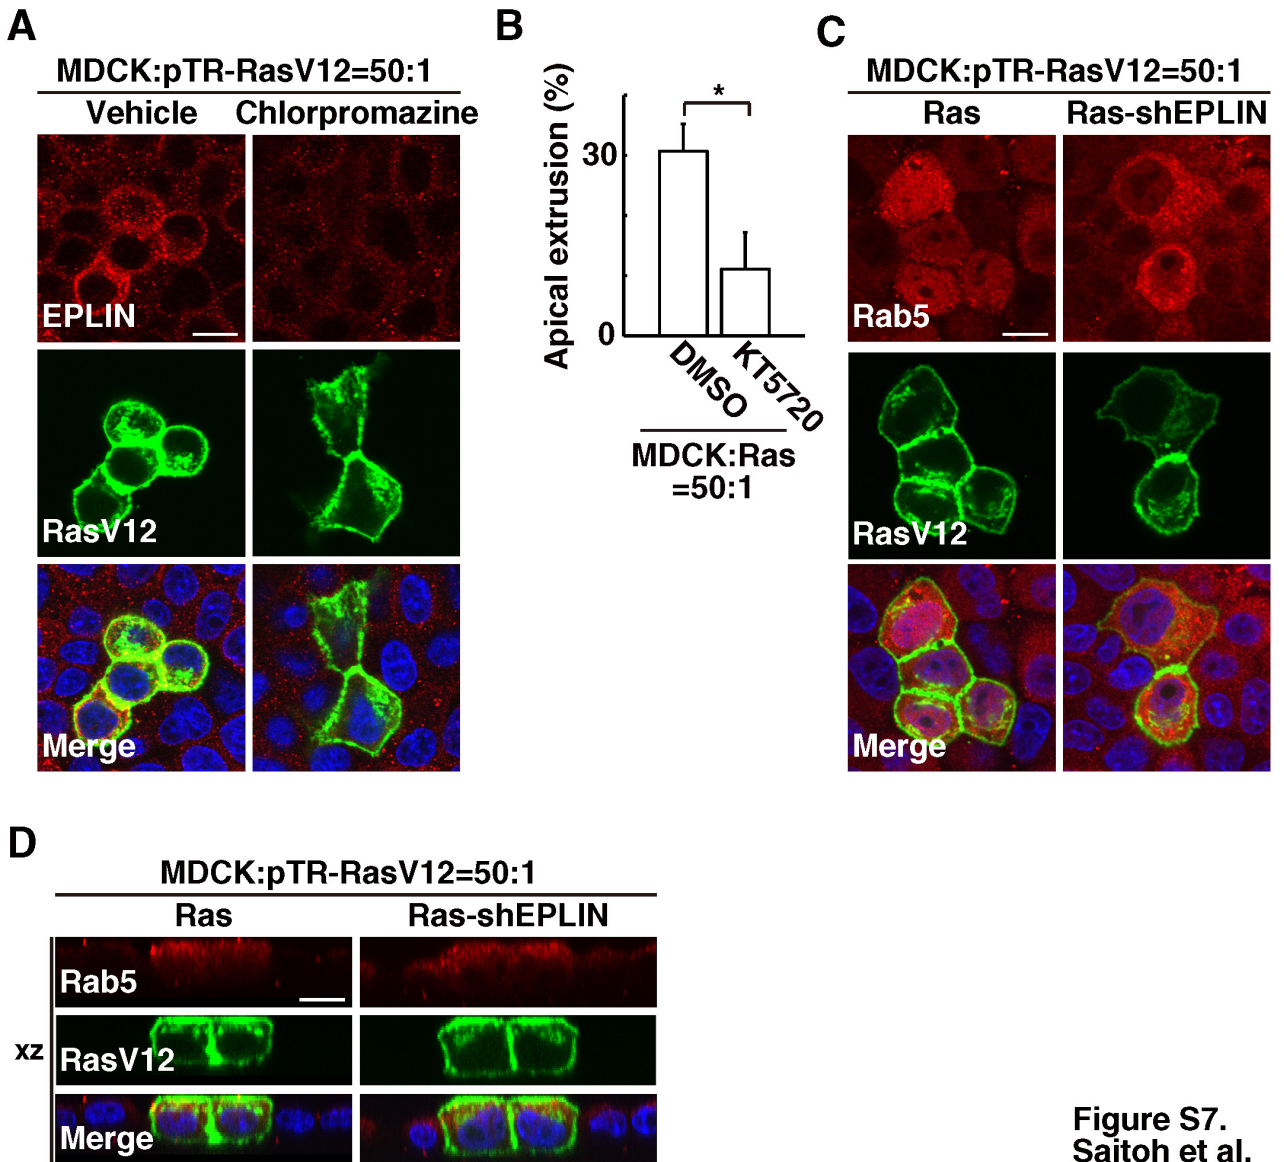 A
MDCK:pTR-RasV12=50:1
Vehicle
Chlorpromazine
EPLIN
RasV12
Merge
B
Apical extrusion (%)
30
0
*
DMSO
KT5720
MDCK:Ras
=50:1
C
MDCK:pTR-RasV12=50:1
Ras
Ras-shEPLIN
Rab5
RasV12
Merge
D
MDCK:pTR-RasV12=50:1
Ras
Ras-shEPLIN
xz
Rab5
RasV12
Merge
Figure S7.
Saitoh et al.